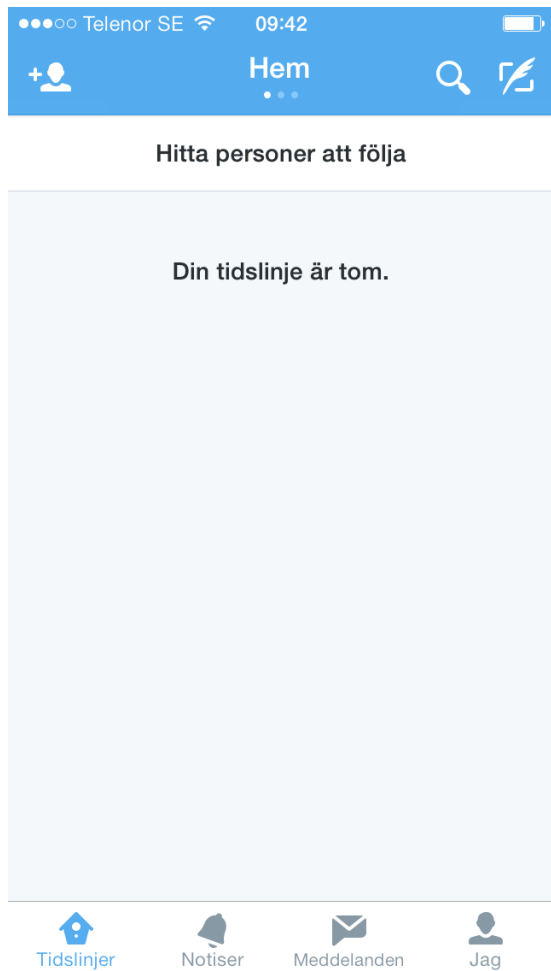 Telenor SE 09:42
Hem
Hitta personer att följa
Din tidslinje är tom.
Tidslinjer Notiser Meddelanden Jag